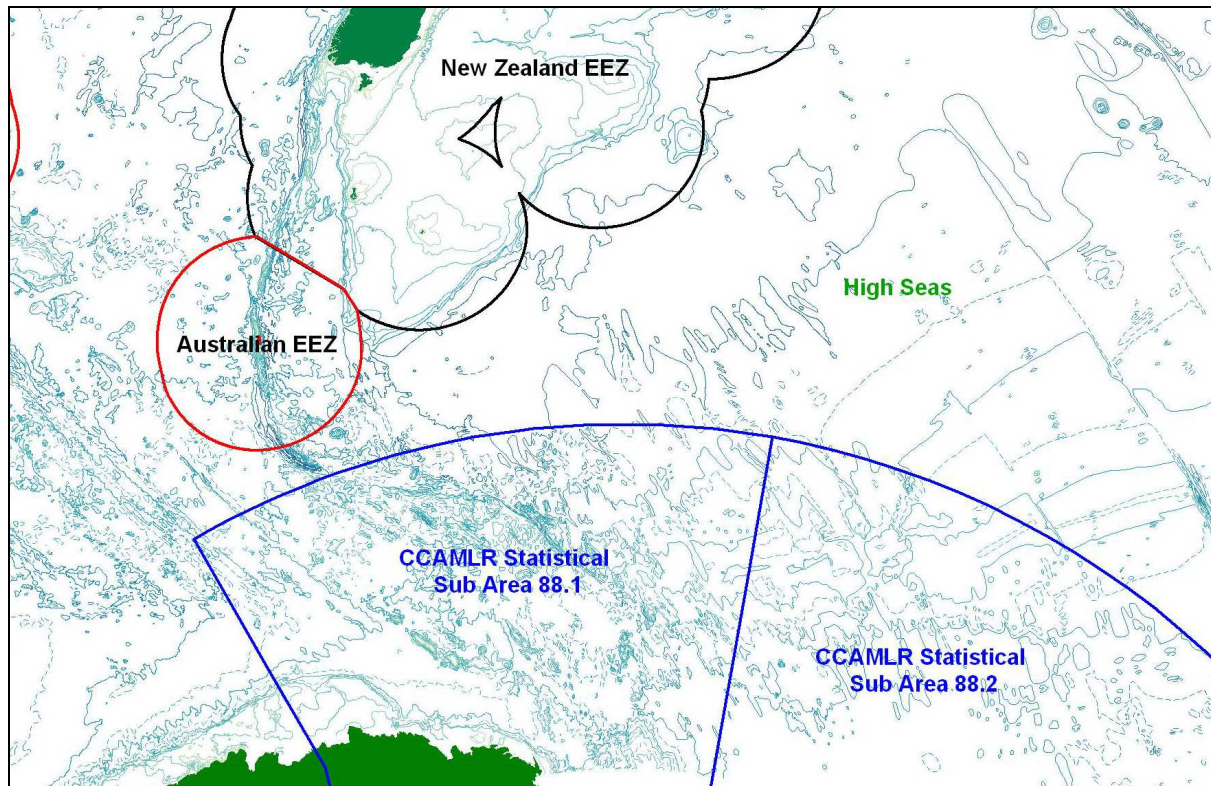 New Zealand EEZ
High Seas
Australian EEZ
CCAMLR Statistical
Sub Area 88.1
CCAMLR Statistical
Sub Area 88.2